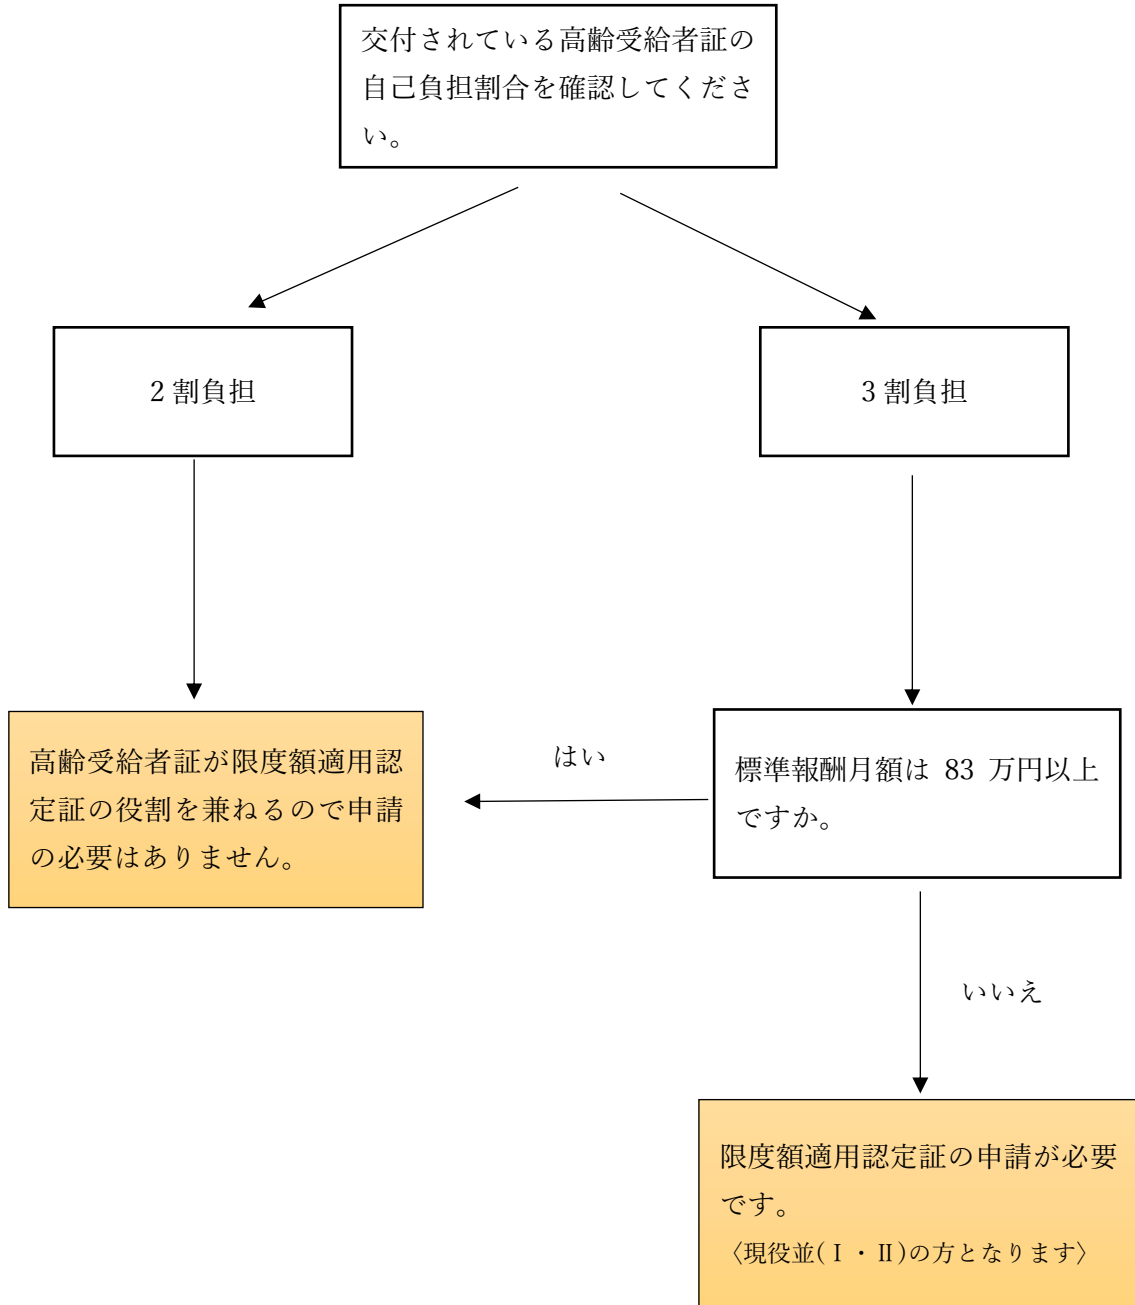 交付されている高齢受給者証の
自己負担割合を確認してくださ
い。
2 割負担
3 割負担
高齢受給者証が限度額適用認
定証の役割を兼ねるので申請
の必要はありません。
はい
標準報酬月額は 83 万円以上
ですか。
いいえ
限度額適用認定証の申請が必要
です。
〈現役並(Ⅰ・Ⅱ)の方となります〉